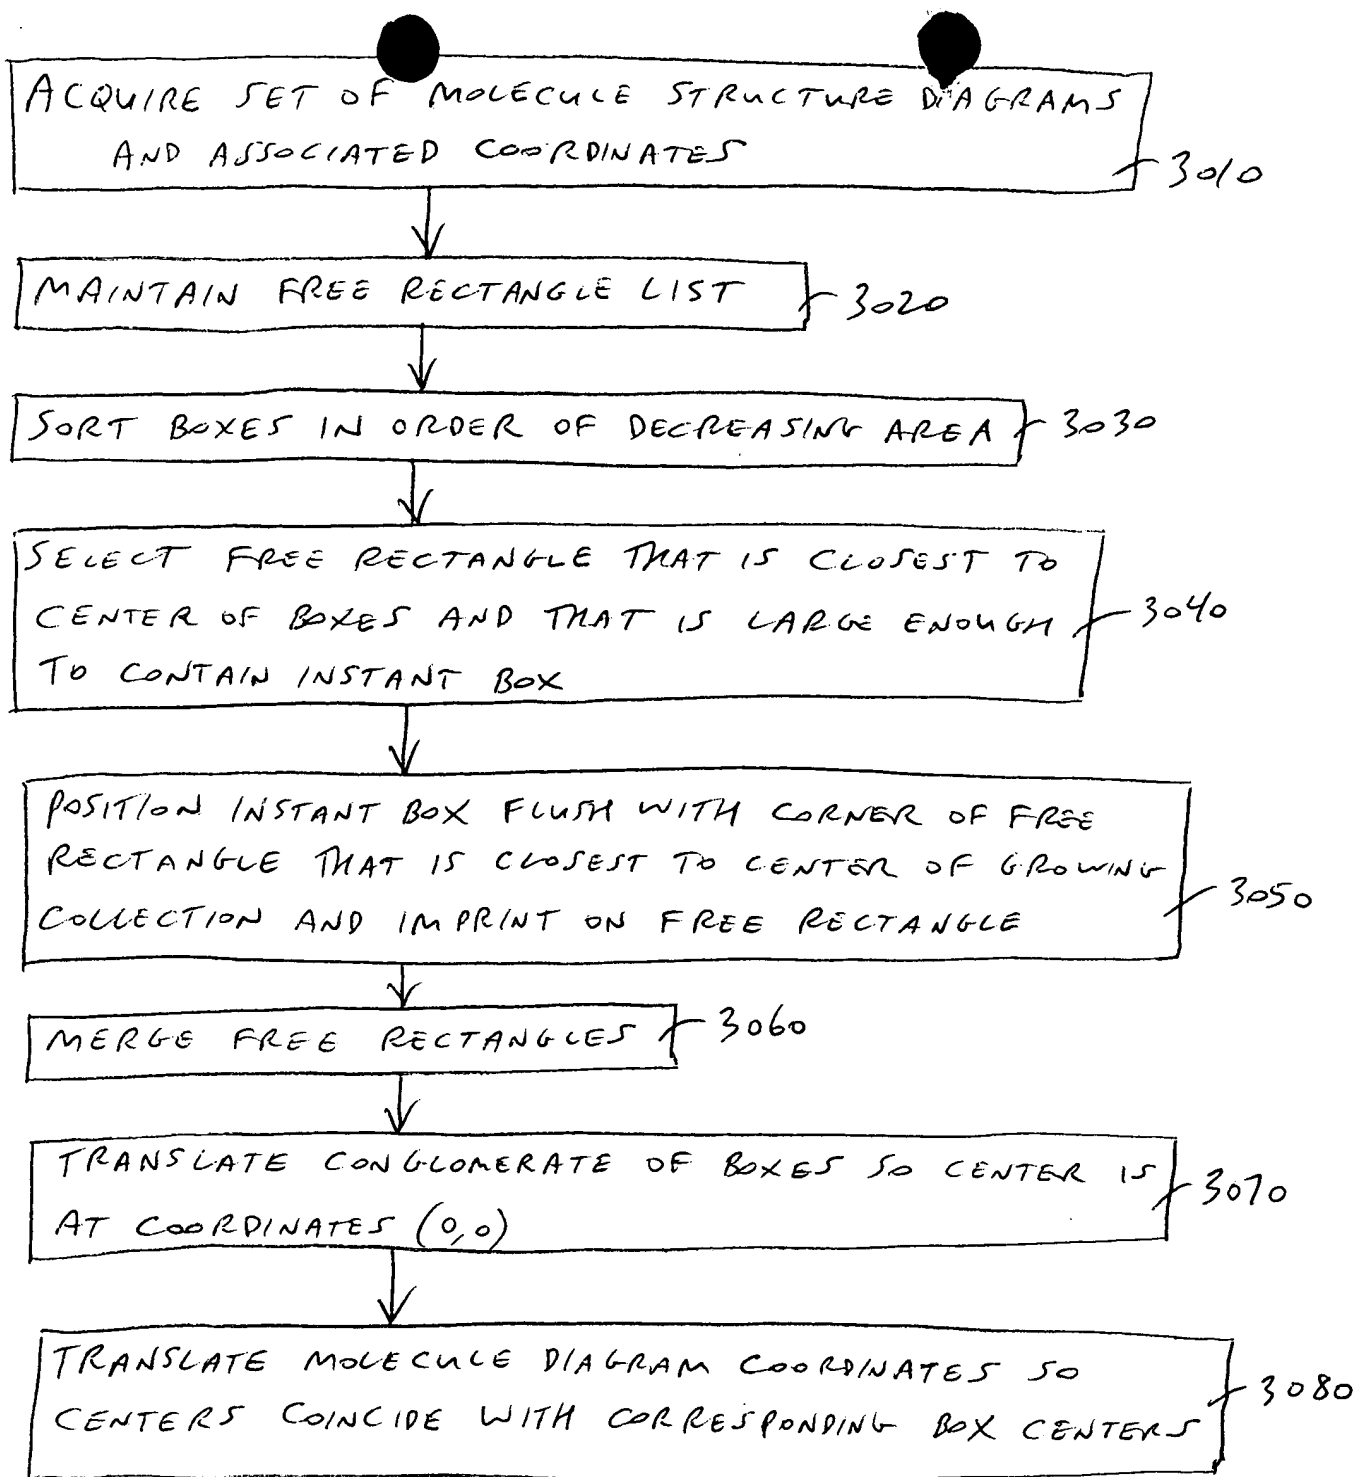 ACQUIRE SET OF MOLECULE STRUCTURE DIAGRAMS
AND ASSOCIATED COORDINATES
3010
MAINTAIN FREE RECTANGLE LIST
3020
SORT BOXES IN ORDER OF DECREASING AREA
3030
SELECT FREE RECTANGLE THAT IS CLOSEST TO
CENTER OF BOXES AND THAT IS LARGE ENOUGH
TO CONTAIN INSTANT BOX
3040
POSITION INSTANT BOX FLUSH WITH CORNER OF FREE
RECTANGLE THAT IS CLOSEST TO CENTER OF GROWING
COLLECTION AND IMPRINT ON FREE RECTANGLE
3050
MERGE FREE RECTANGLES
3060
TRANSLATE CONGLOMERATE OF BOXES SO CENTER IS
AT COORDINATES (0,0)
3070
TRANSLATE MOLECULE DIAGRAM COORDINATES SO
CENTERS COINCIDE WITH CORRESPONDING BOX CENTERS
3080